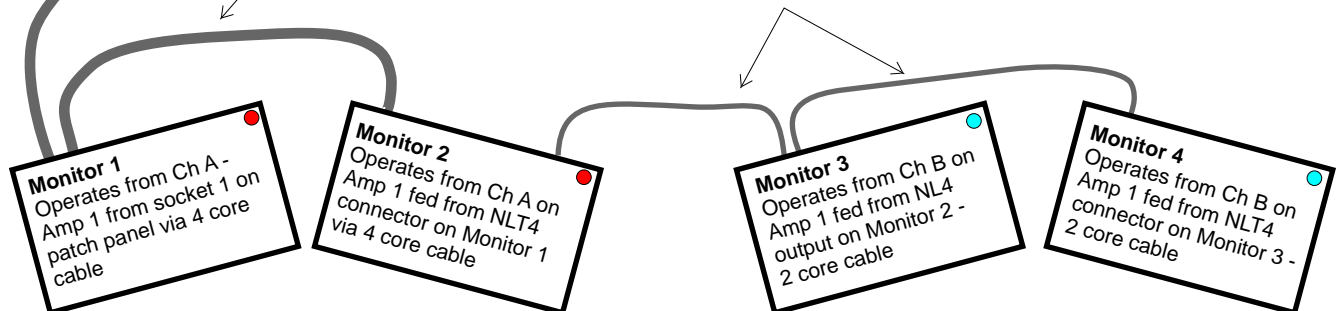 Monitor 1
Operates from Ch A -
Amp 1 from socket 1 on
patch panel via 4 core
cable
Monitor 2
Operates from Ch A on
Amp 1 fed from NLT4
connector on Monitor 1
via 4 core cable
Monitor 3
Operates from Ch B on
Amp 1 fed from NL4
output on Monitor 2 -
2 core cable
Monitor 4
Operates from Ch B on
Amp 1 fed from NLT4
connector on Monitor 3 -
2 core cable